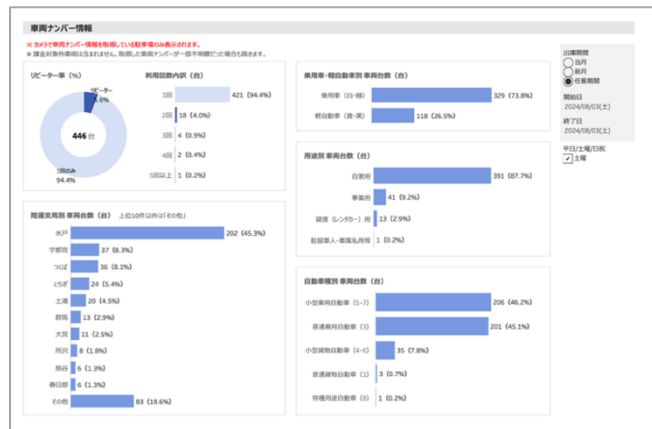 車両ナンバー情報
※ カメラで車両ナンバー情報を取得している駐車場のみ表示されます。
※ 課金対象外車両は含まれません。取得した車両ナンバーが一部不明瞭だった場合も除きます。
リピーター率（%）
リピーター
5.6%
446 台
1回のみ
94.4%
利用回数内訳（台）
1回 421 (94.4%)
2回 18 (4.0%)
3回 4 (0.9%)
4回 2 (0.4%)
5回以上 1 (0.2%)
陸運支局別 車両台数（台） 上位10件以外は「その他」
水戸 202 (45.3%)
宇都宮 37 (8.3%)
つくば 36 (8.1%)
とちぎ 24 (5.4%)
土浦 20 (4.5%)
群馬 13 (2.9%)
大宮 11 (2.5%)
所沢 8 (1.8%)
熊谷 6 (1.3%)
春日部 6 (1.3%)
その他 83 (18.6%)
乗用車・軽自動車別 車両台数（台）
乗用車（白・緑） 329 (73.8%)
軽自動車（黄・黒） 118 (26.5%)
用途別 車両台数（台）
自家用 391 (87.7%)
事業用 41 (9.2%)
貸渡（レンタカー）用 13 (2.9%)
駐留軍人・軍属私用等 1 (0.2%)
自動車種別 車両台数（台）
小型乗用自動車（5・7） 206 (46.2%)
普通乗用自動車（3） 201 (45.1%)
小型貨物自動車（4・6） 35 (7.8%)
普通貨物自動車（1） 3 (0.7%)
特種用途自動車（8） 1 (0.2%)
出庫期間
当月
前月
任意期間
開始日
2024/08/03(土)
終了日
2024/08/03(土)
平日/土曜/日祝
土曜